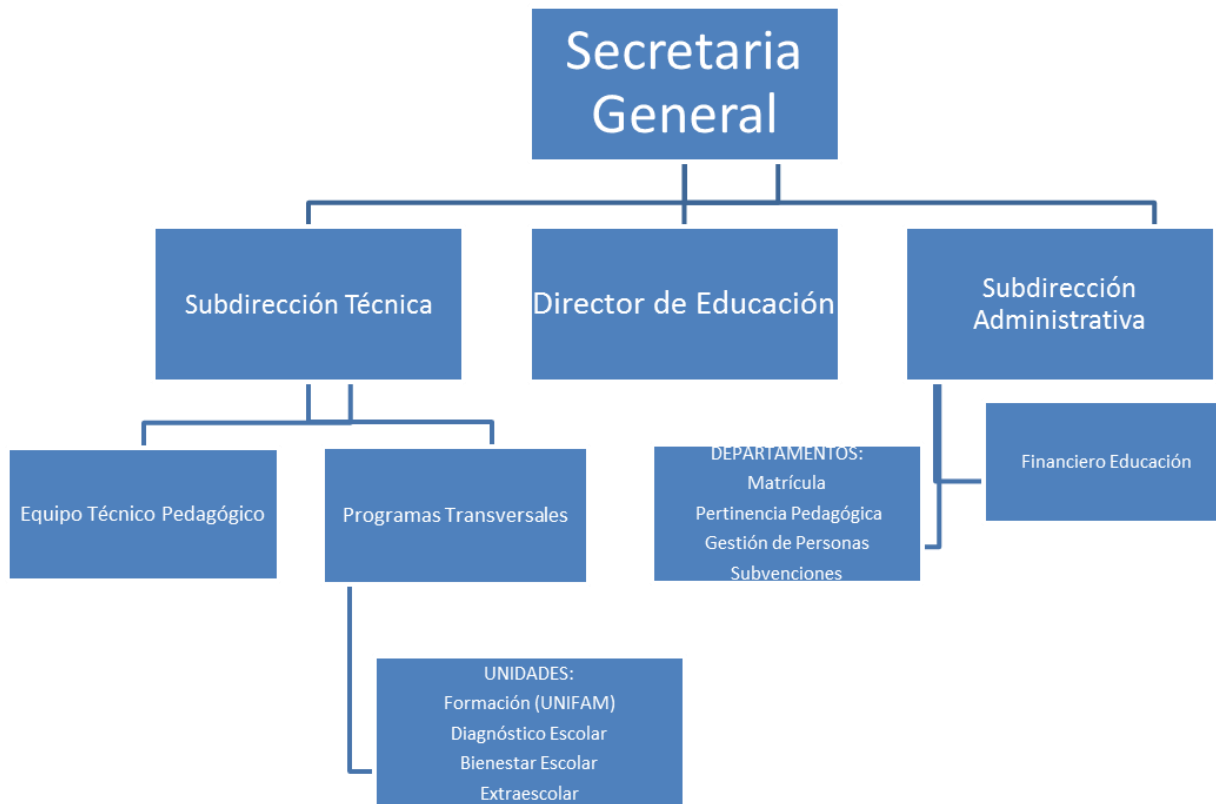 Secretaria
General
Subdirección Técnica
Director de Educación
Subdirección
Administrativa
Equipo Técnico Pedagógico
Programas Transversales
DEPARTAMENTOS:
Matrícula
Pertinencia Pedagógica
Gestión de Personas
Subvenciones
Financiero Educación
UNIDADES:
Formación (UNIFAM)
Diagnóstico Escolar
Bienestar Escolar
Extraescolar